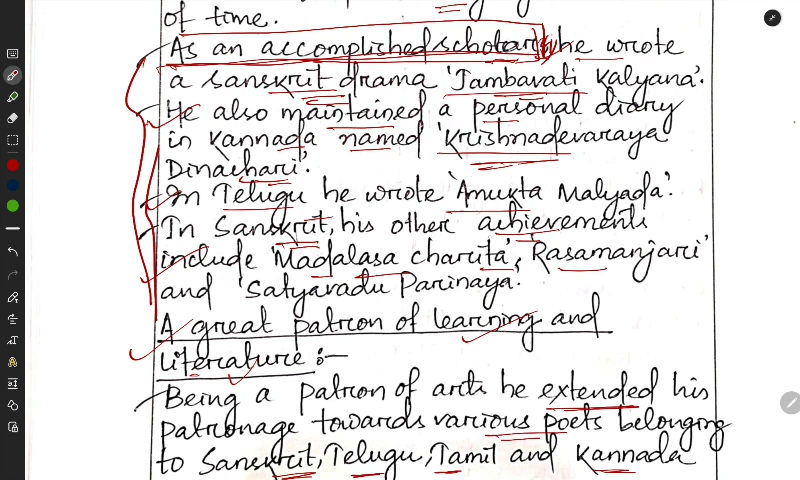 of time.
As an accomplished scholar, he wrote
a sanskrit drama 'Jambavati Kalyana'.
He also maintained a personal diary
in Kannada named 'Krishnadevaraya
Dinachari'.
In Telugu he wrote 'Amukta Malyada'.
In Sanskrit, his other achievements
include 'Madalasa charita', Rasamanjari'
and 'Satyavadu Parinaya.
A great patron of learning and
literature :-
Being a patron of arts he extended his
patronage towards various poets belonging
to Sanskrit, Telugu, Tamil and Kannada